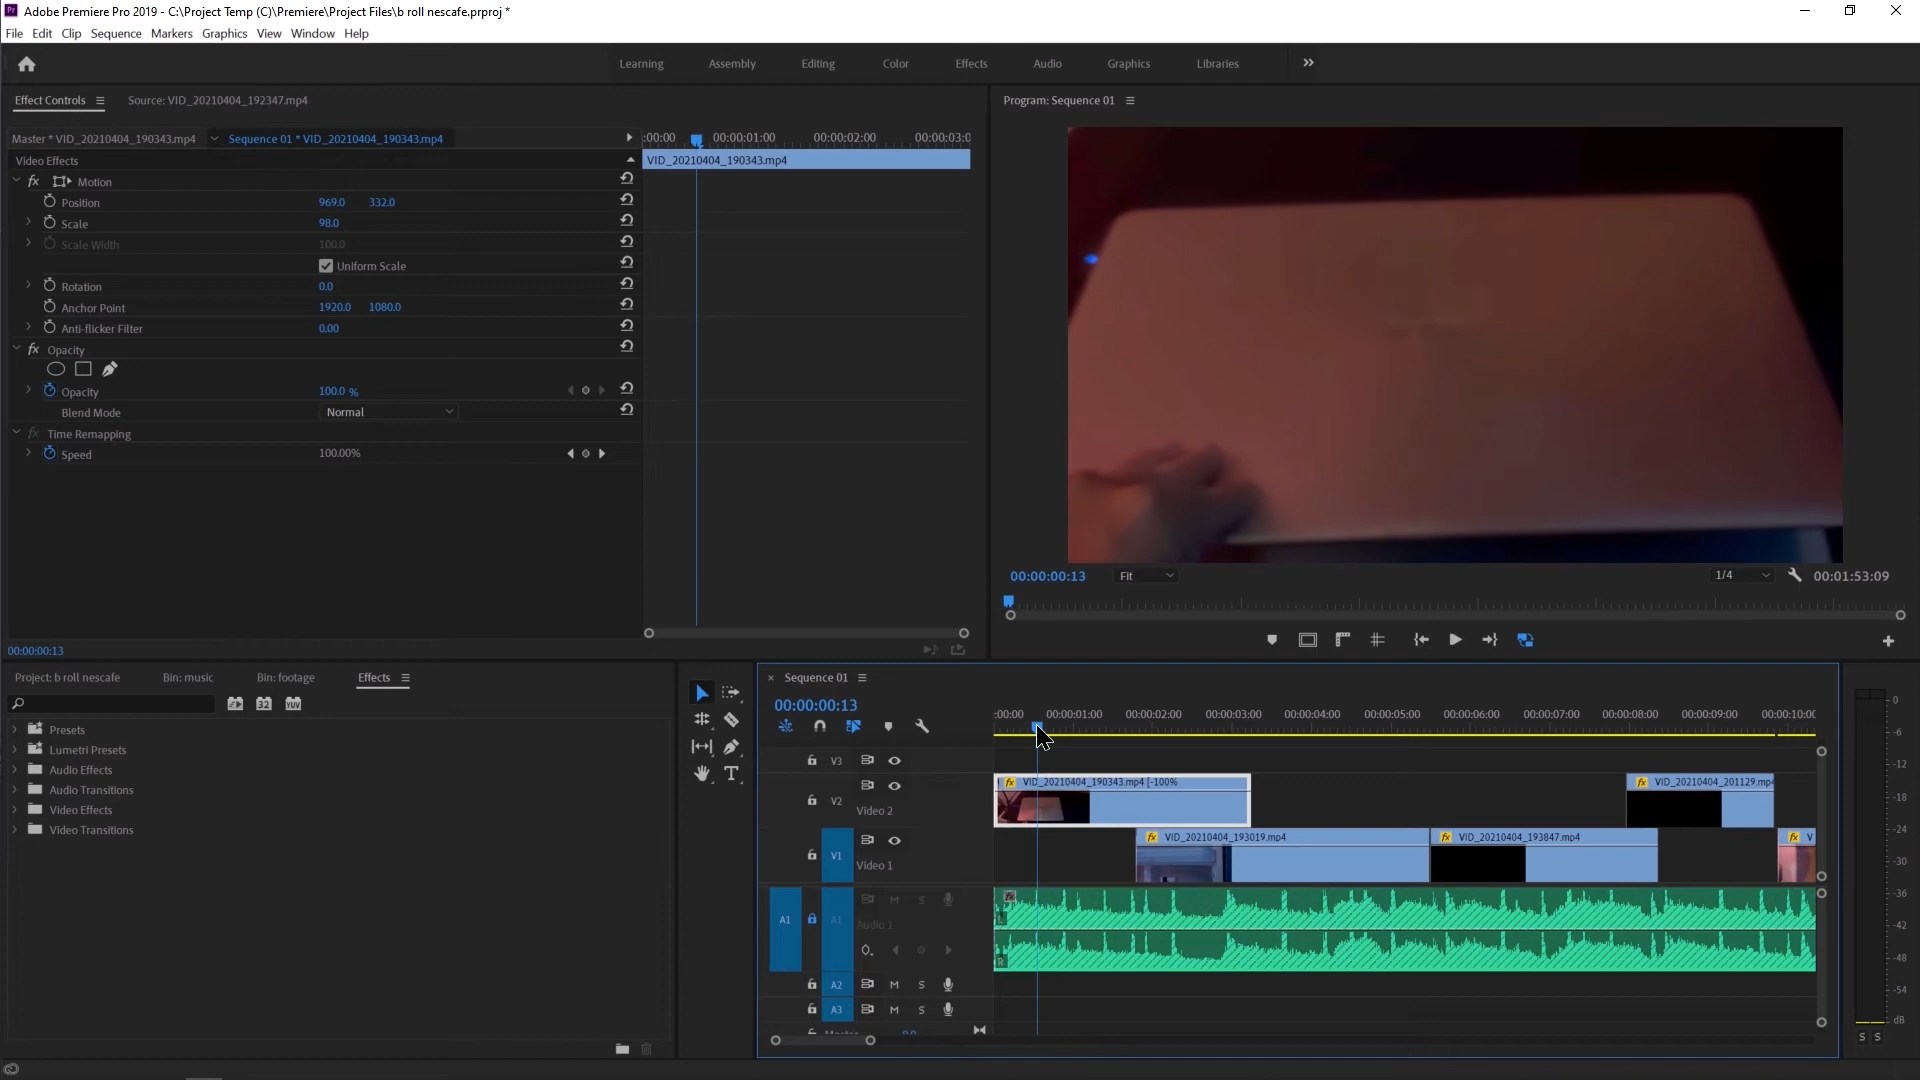 Pr Adobe Premiere Pro 2019 - C:\Project Temp (C)\Premiere\Project Files\b roll nescafe.prproj *
File Edit Clip Sequence Markers Graphics View Window Help
Learning Assembly Editing Color Effects Audio Graphics Libraries
Effect Controls Source: VID_20210404_192347.mp4
Program: Sequence 01
Master * VID_20210404_190343.mp4 Sequence 01 * VID_20210404_190343.mp4
:00:00 00:00:01:00 00:00:02:00 00:00:03:0
Video Effects
VID_20210404_190343.mp4
fx Motion
Position 969.0 332.0
Scale 98.0
Scale Width 100.0
Uniform Scale
Rotation 0.0
Anchor Point 1920.0 1080.0
Anti-flicker Filter 0.00
fx Opacity
Opacity 100.0 %
Blend Mode Normal
fx Time Remapping
Speed 100.00%
00:00:00:13 Fit 1/4 00:01:53:09
00:00:00:13
Project: b roll nescafe Bin: music Bin: footage Effects
32 YUV
Presets
Lumetri Presets
Audio Effects
Audio Transitions
Video Effects
Video Transitions
Sequence 01
00:00:00:13
:00:00 00:00:01:00 00:00:02:00 00:00:03:00 00:00:04:00 00:00:05:00 00:00:06:00 00:00:07:00 00:00:08:00 00:00:09:00 00:00:10:00
V3
fx VID_20210404_190343.mp4 [-100%
fx VID_20210404_201129.mp4
V2
Video 2
fx VID_20210404_193019.mp4
fx VID_20210404_193847.mp4
fx V
V1
Video 1
A1 A1 M S
Audio 1
L
R
A2 M S
A3 M S
Master 0.0
0
-6
-12
-18
-24
-30
-36
-42
-48
-54
dB
S S